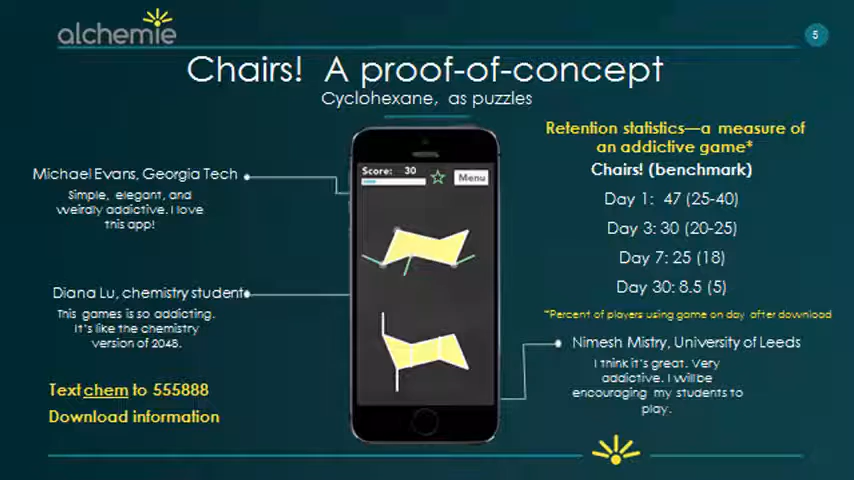 alchemie
5
Chairs! A proof-of-concept
Cyclohexane, as puzzles
Michael Evans, Georgia Tech
Simple, elegant, and
weirdly addictive. I love
this app!
Diana Lu, chemistry student
This games is so addicting.
It's like the chemistry
version of 2048.
Text chem to 555888
Download information
Score: 30
Menu
Retention statistics—a measure of
an addictive game*
Chairs! (benchmark)
Day 1: 47 (25-40)
Day 3: 30 (20-25)
Day 7: 25 (18)
Day 30: 8.5 (5)
*Percent of players using game on day after download
Nimesh Mistry, University of Leeds
I think it's great. Very
addictive. I will be
encouraging my students to
play.